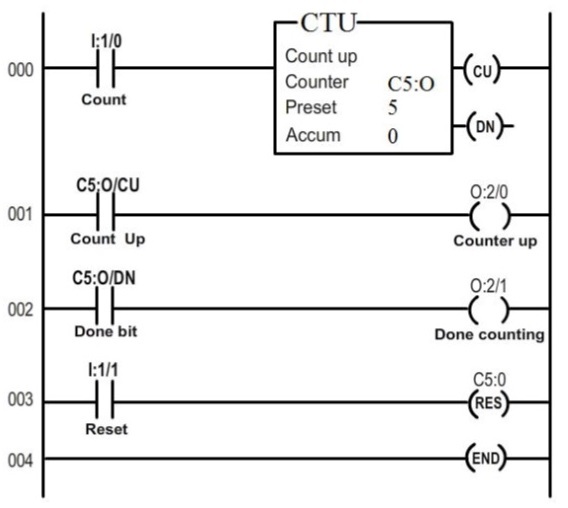 CTU
I:1/0
Count up
000
(CU)
Counter C5:O
Count
Preset 5
(DN)
Accum 0
C5:O/CU
O:2/0
001
Count Up
Counter up
C5:O/DN
O:2/1
002
Done bit
Done counting
I:1/1
C5:0
003
(RES)
Reset
004
(END)